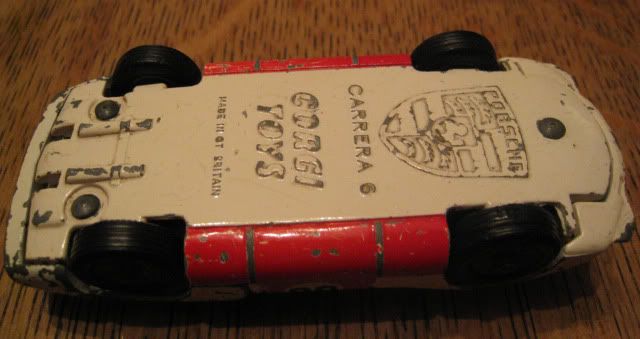 PORSCHE
CARRERA 6
CORGI
TOYS
MADE IN GT BRITAIN